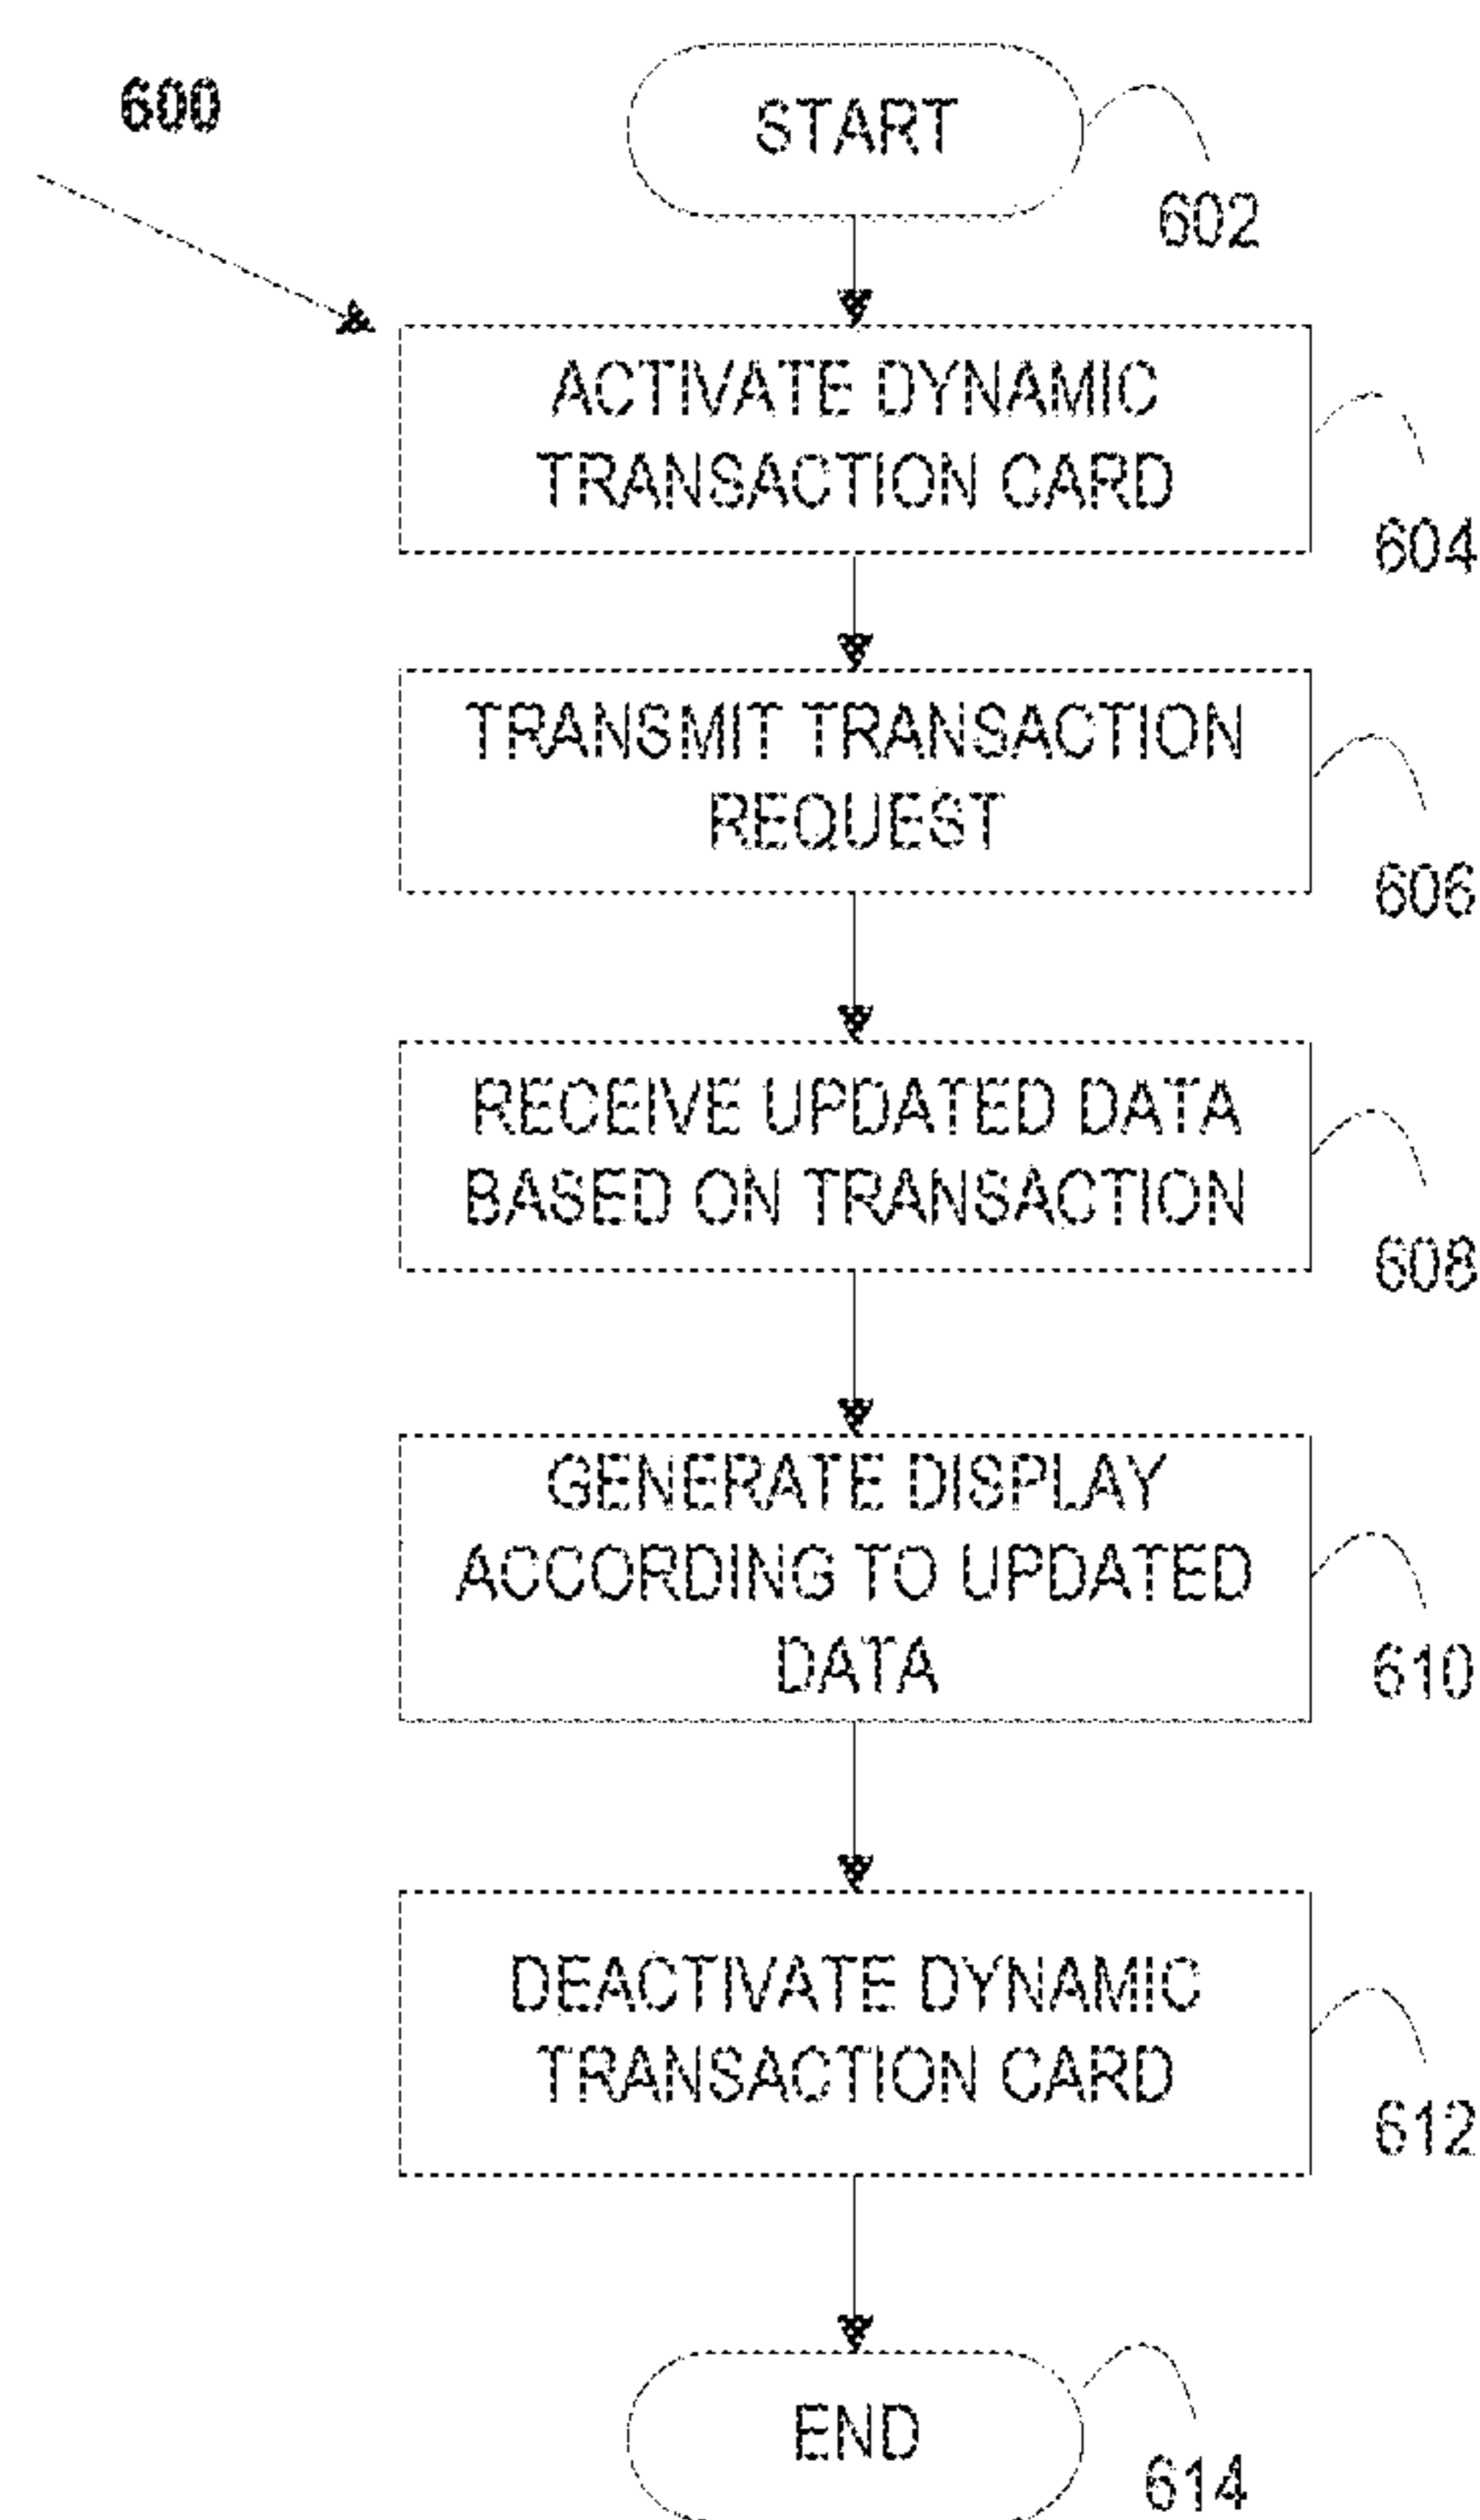 600
START
602
ACTIVATE DYNAMIC
TRANSACTION CARD
604
TRANSMIT TRANSACTION
REQUEST
606
RECEIVE UPDATED DATA
BASED ON TRANSACTION
608
GENERATE DISPLAY
ACCORDING TO UPDATED
DATA
610
DEACTIVATE DYNAMIC
TRANSACTION CARD
612
END
614